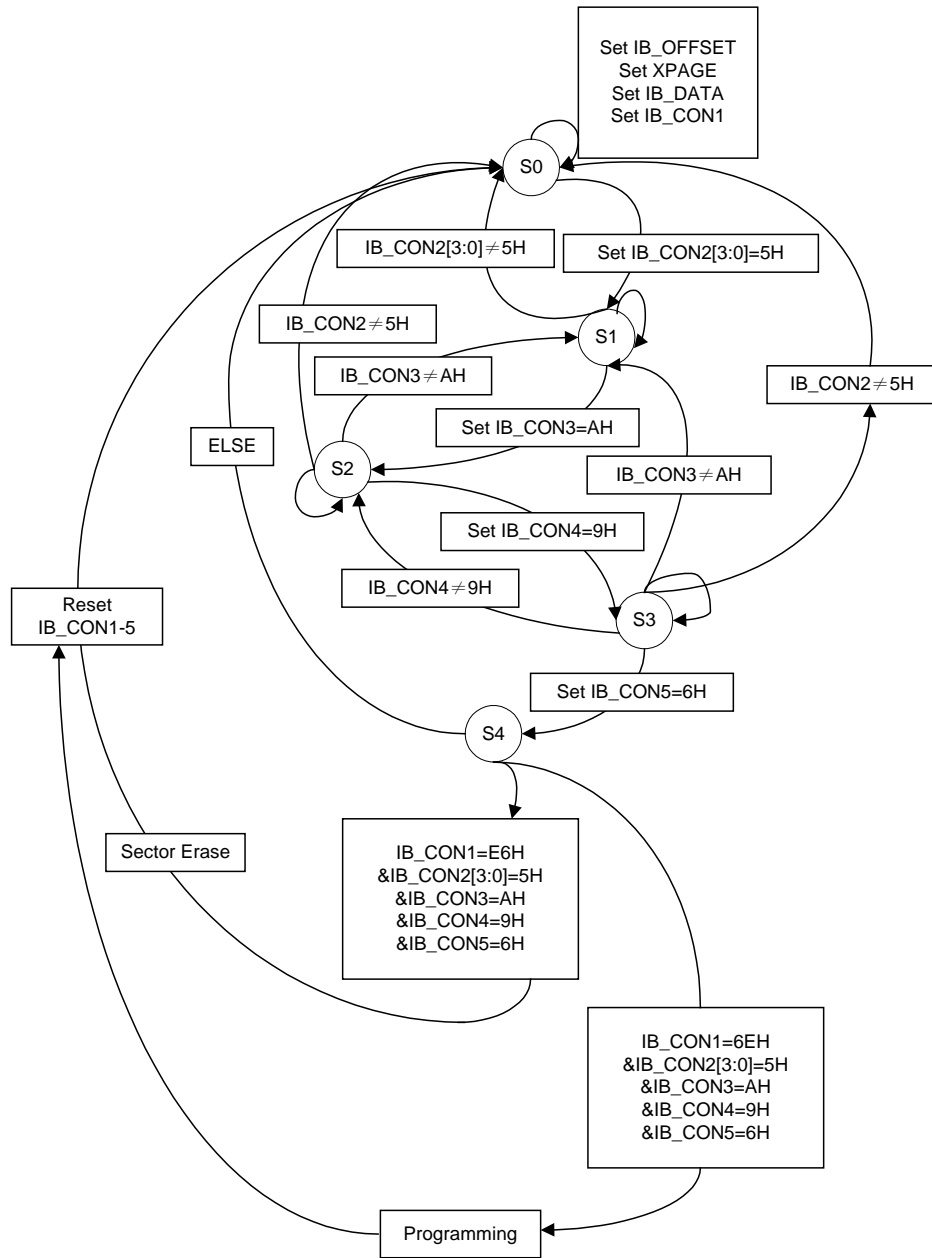 Set IB_OFFSET
Set XPAGE
Set IB_DATA
Set IB_CON1
S0
IB_CON2[3:0]≠5H
Set IB_CON2[3:0]=5H
IB_CON2≠5H
S1
IB_CON3≠AH
IB_CON2≠5H
Set IB_CON3=AH
ELSE
S2
IB_CON3≠AH
Set IB_CON4=9H
IB_CON4≠9H
Reset
IB_CON1-5
S3
Set IB_CON5=6H
S4
Sector Erase
IB_CON1=E6H
&IB_CON2[3:0]=5H
&IB_CON3=AH
&IB_CON4=9H
&IB_CON5=6H
IB_CON1=6EH
&IB_CON2[3:0]=5H
&IB_CON3=AH
&IB_CON4=9H
&IB_CON5=6H
Programming